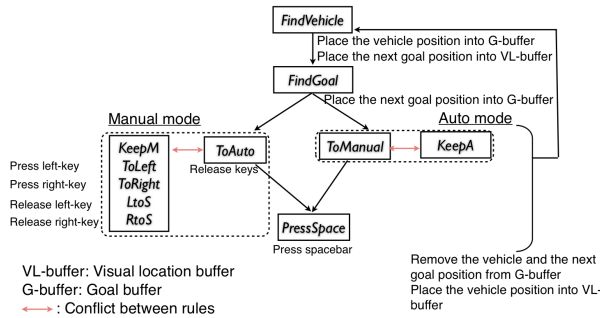 FindVehicle
Place the vehicle position into G-buffer
Place the next goal position into VL-buffer
FindGoal
Place the next goal position into G-buffer
Manual mode
Auto mode
KeepM
ToLeft
ToRight
LtoS
RtoS
ToAuto
Release keys
ToManual
KeepA
Press left-key
Press right-key
Release left-key
Release right-key
PressSpace
Press spacebar
Remove the vehicle and the next
goal position from G-buffer
Place the vehicle position into VL-
buffer
VL-buffer: Visual location buffer
G-buffer: Goal buffer
: Conflict between rules